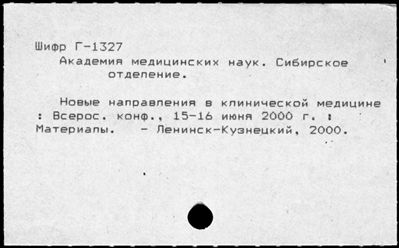 Шифр Г-1327
Академия медицинских наук. Сибирское
отделение.
Новые направления в клинической медицине
: Всерос. конф., 15-16 июня 2000 г. :
Материалы. - Ленинск-Кузнецкий, 2000.